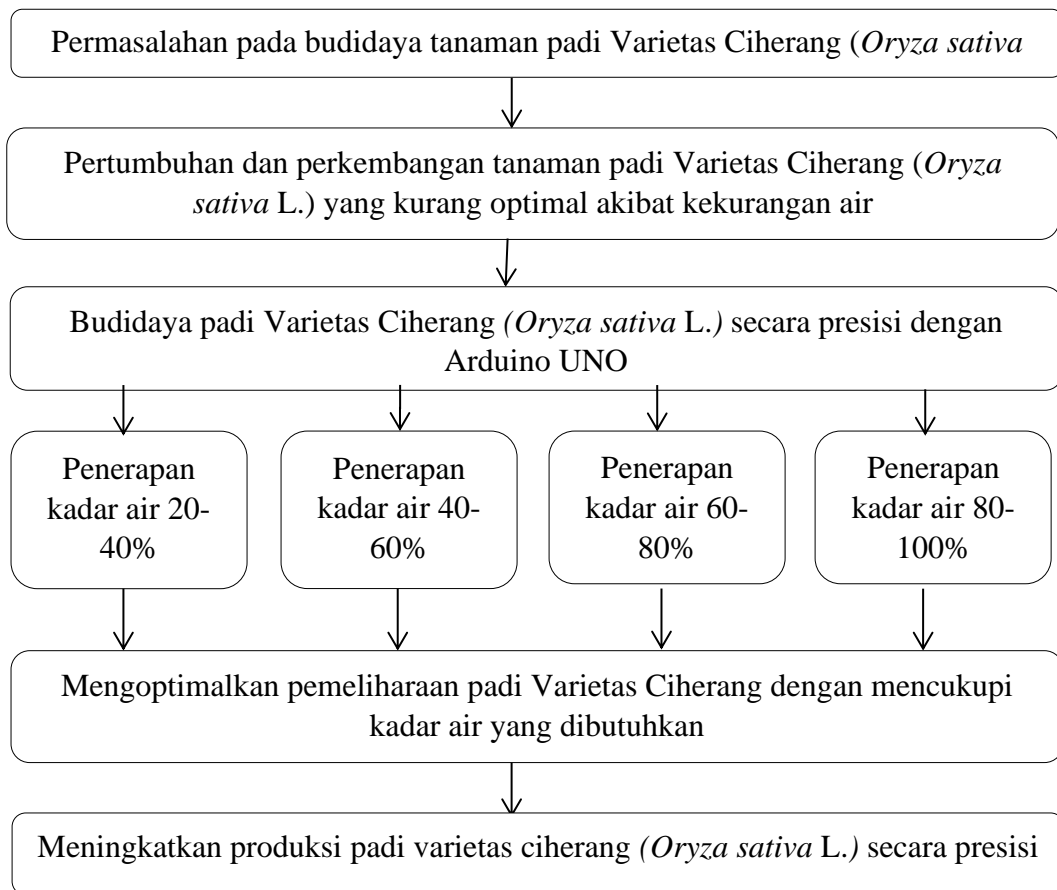 Permasalahan pada budidaya tanaman padi Varietas Ciherang (Oryza sativa
Pertumbuhan dan perkembangan tanaman padi Varietas Ciherang (Oryza
sativa L.) yang kurang optimal akibat kekurangan air
Budidaya padi Varietas Ciherang (Oryza sativa L.) secara presisi dengan
Arduino UNO
Penerapan
kadar air 20-
40%
Penerapan
kadar air 40-
60%
Penerapan
kadar air 60-
80%
Penerapan
kadar air 80-
100%
Mengoptimalkan pemeliharaan padi Varietas Ciherang dengan mencukupi
kadar air yang dibutuhkan
Meningkatkan produksi padi varietas ciherang (Oryza sativa L.) secara presisi